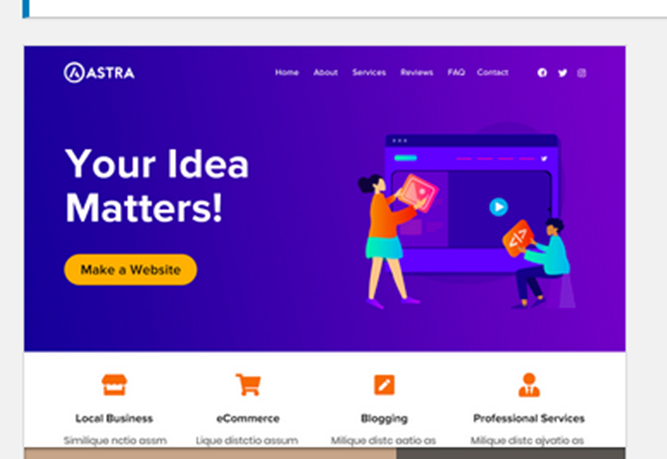 ASTRA
Home About Services Reviews FAQ Contact
Your Idea
Matters!
Make a Website
Local Business eCommerce Blogging Professional Services
Similique nctio assm Lique distctio assum Milique distc oatio as Milique distc ajvatio as